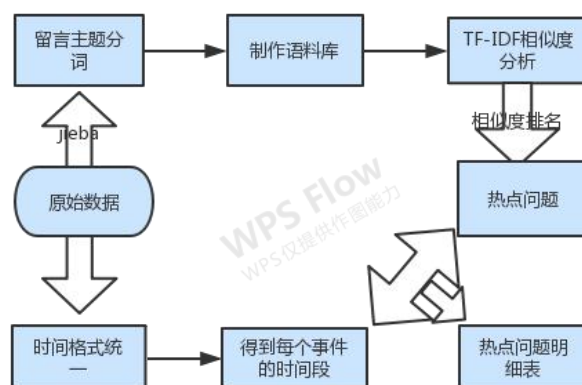 留言主题分
词
制作语料库
TF-IDF相似度
分析
jieba
相似度排名
原始数据
热点问题
WPS Flow
WPS仅提供作图能力
时间格式统
一
得到每个事件
的时间段
热点问题明
细表